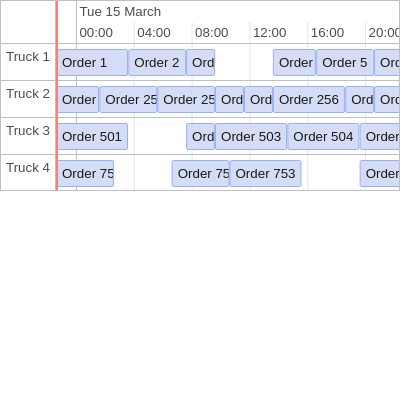 Tue 15 March
00:00 04:00 08:00 12:00 16:00 20:00
Truck 1 Order 1 Order 2 Ord Order Order 5 Ord
Truck 2 Order Order 25 Order 25 Ord Ord Order 256 Ord Ord
Truck 3 Order 501 Ord Order 503 Order 504 Order
Truck 4 Order 75 Order 75 Order 753 Order